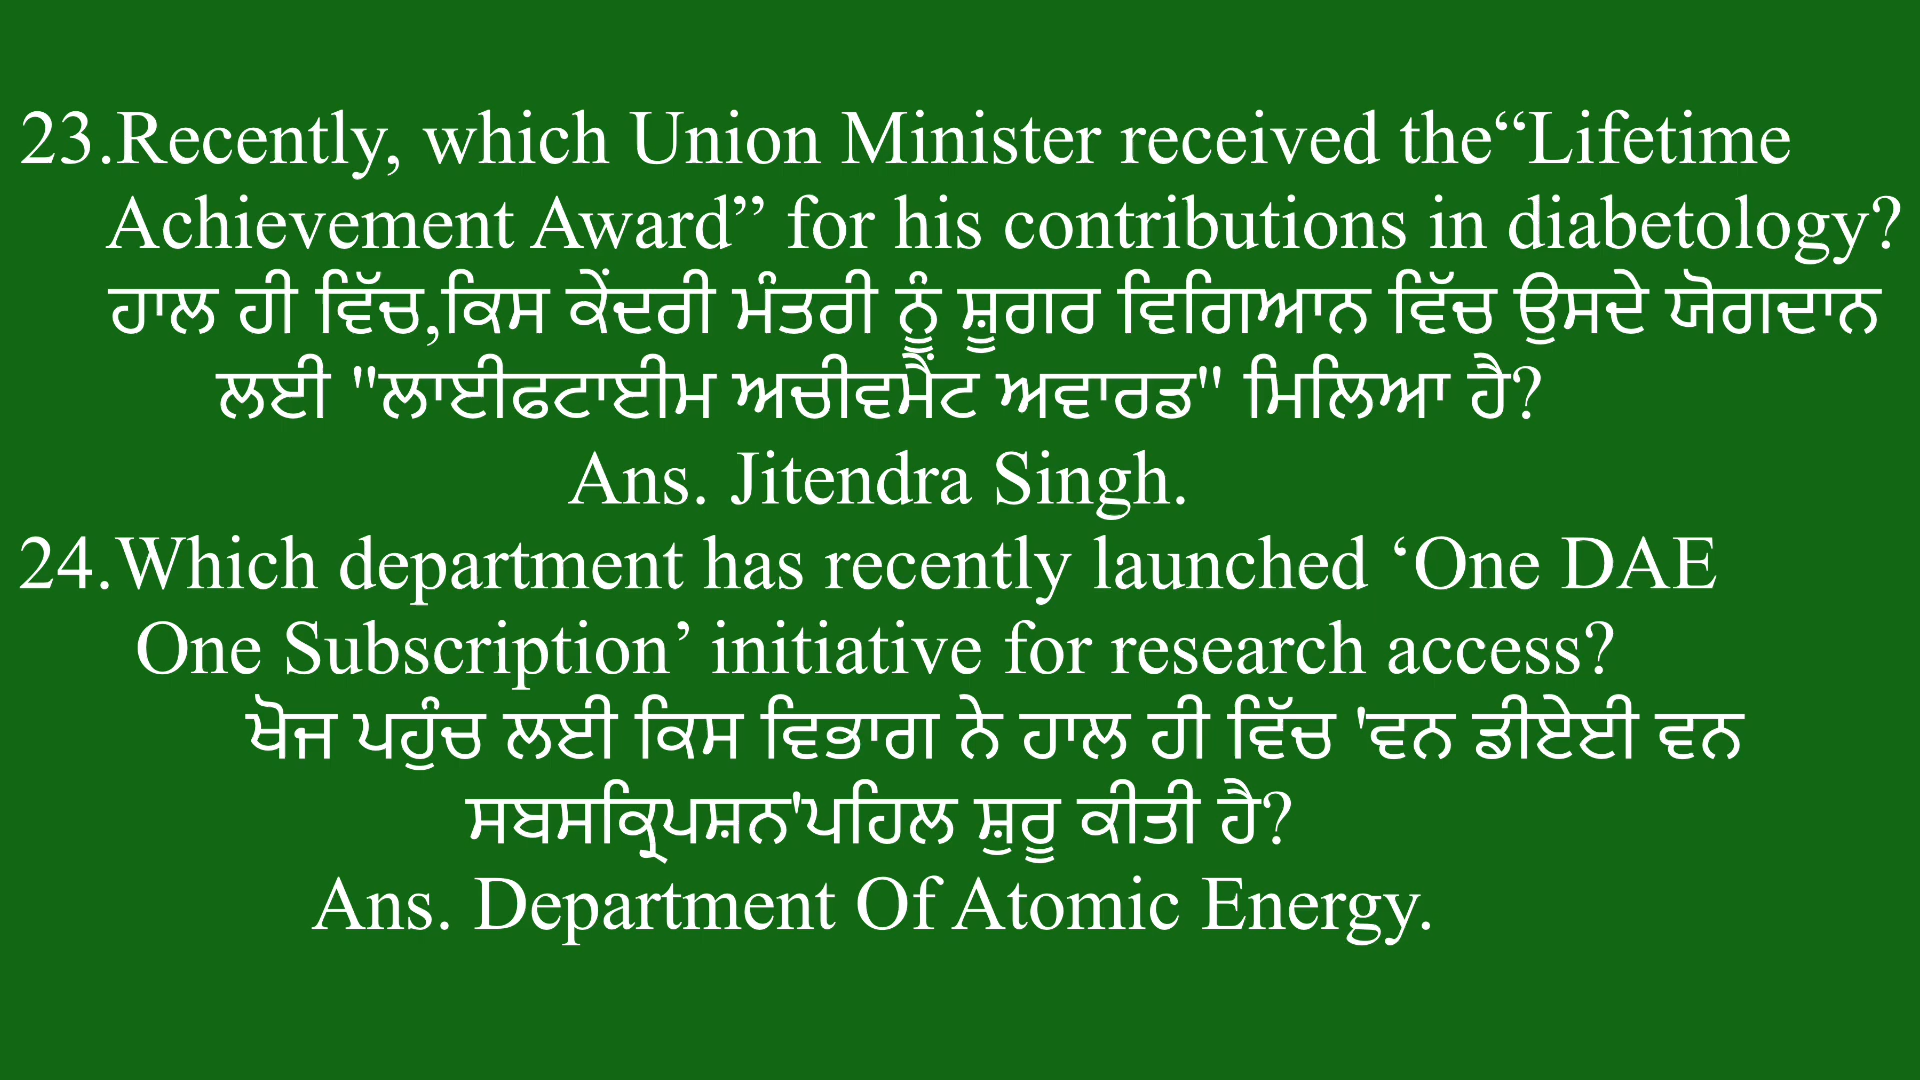 23.Recently, which Union Minister received the“Lifetime
Achievement Award” for his contributions in diabetology?
ਹਾਲ ਹੀ ਵਿੱਚ,ਕਿਸ ਕੇਂਦਰੀ ਮੰਤਰੀ ਨੂੰ ਸ਼ੂਗਰ ਵਿਗਿਆਨ ਵਿੱਚ ਉਸਦੇ ਯੋਗਦਾਨ
ਲਈ "ਲਾਈਫਟਾਈਮ ਅਚੀਵਮੈਂਟ ਅਵਾਰਡ" ਮਿਲਿਆ ਹੈ?
Ans. Jitendra Singh.
24.Which department has recently launched ‘One DAE
One Subscription’ initiative for research access?
ਖੋਜ ਪਹੁੰਚ ਲਈ ਕਿਸ ਵਿਭਾਗ ਨੇ ਹਾਲ ਹੀ ਵਿੱਚ 'ਵਨ ਡੀਏਈ ਵਨ
ਸਬਸਕ੍ਰਿਪਸ਼ਨ'ਪਹਿਲ ਸ਼ੁਰੂ ਕੀਤੀ ਹੈ?
Ans. Department Of Atomic Energy.